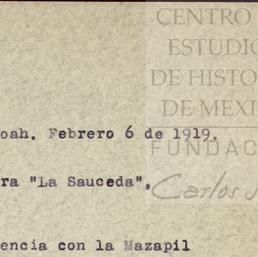 CENTRO
ESTUDIO
DE HISTO
DE MEXI
FUNDAC
Carlos S
oah. Febrero 6 de 1919.
ra "La Sauceda".
encia con la Mazapil